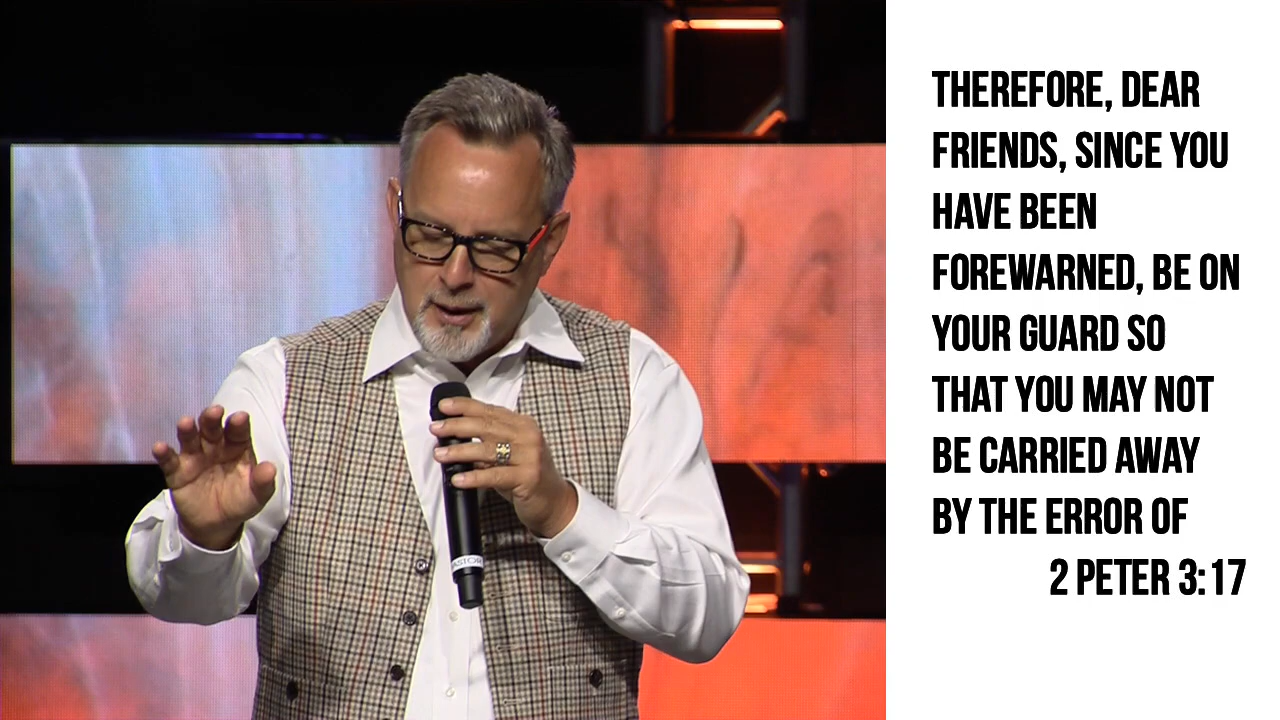 THEREFORE, DEAR
FRIENDS, SINCE YOU
HAVE BEEN
FOREWARNED, BE ON
YOUR GUARD SO
THAT YOU MAY NOT
BE CARRIED AWAY
BY THE ERROR OF
2 PETER 3:17
PASTOR